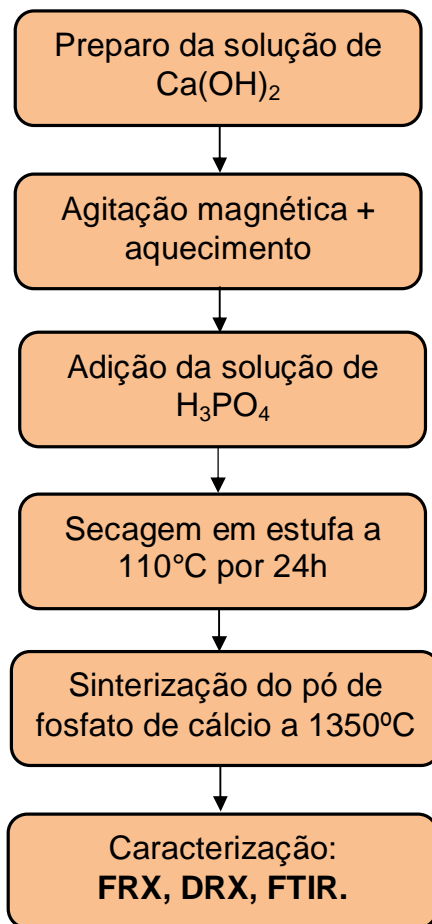 Preparo da solução de
Ca(OH)₂
Agitação magnética +
aquecimento
Adição da solução de
H₃PO₄
Secagem em estufa a
110°C por 24h
Sinterização do pó de
fosfato de cálcio a 1350ºC
Caracterização:
FRX, DRX, FTIR.